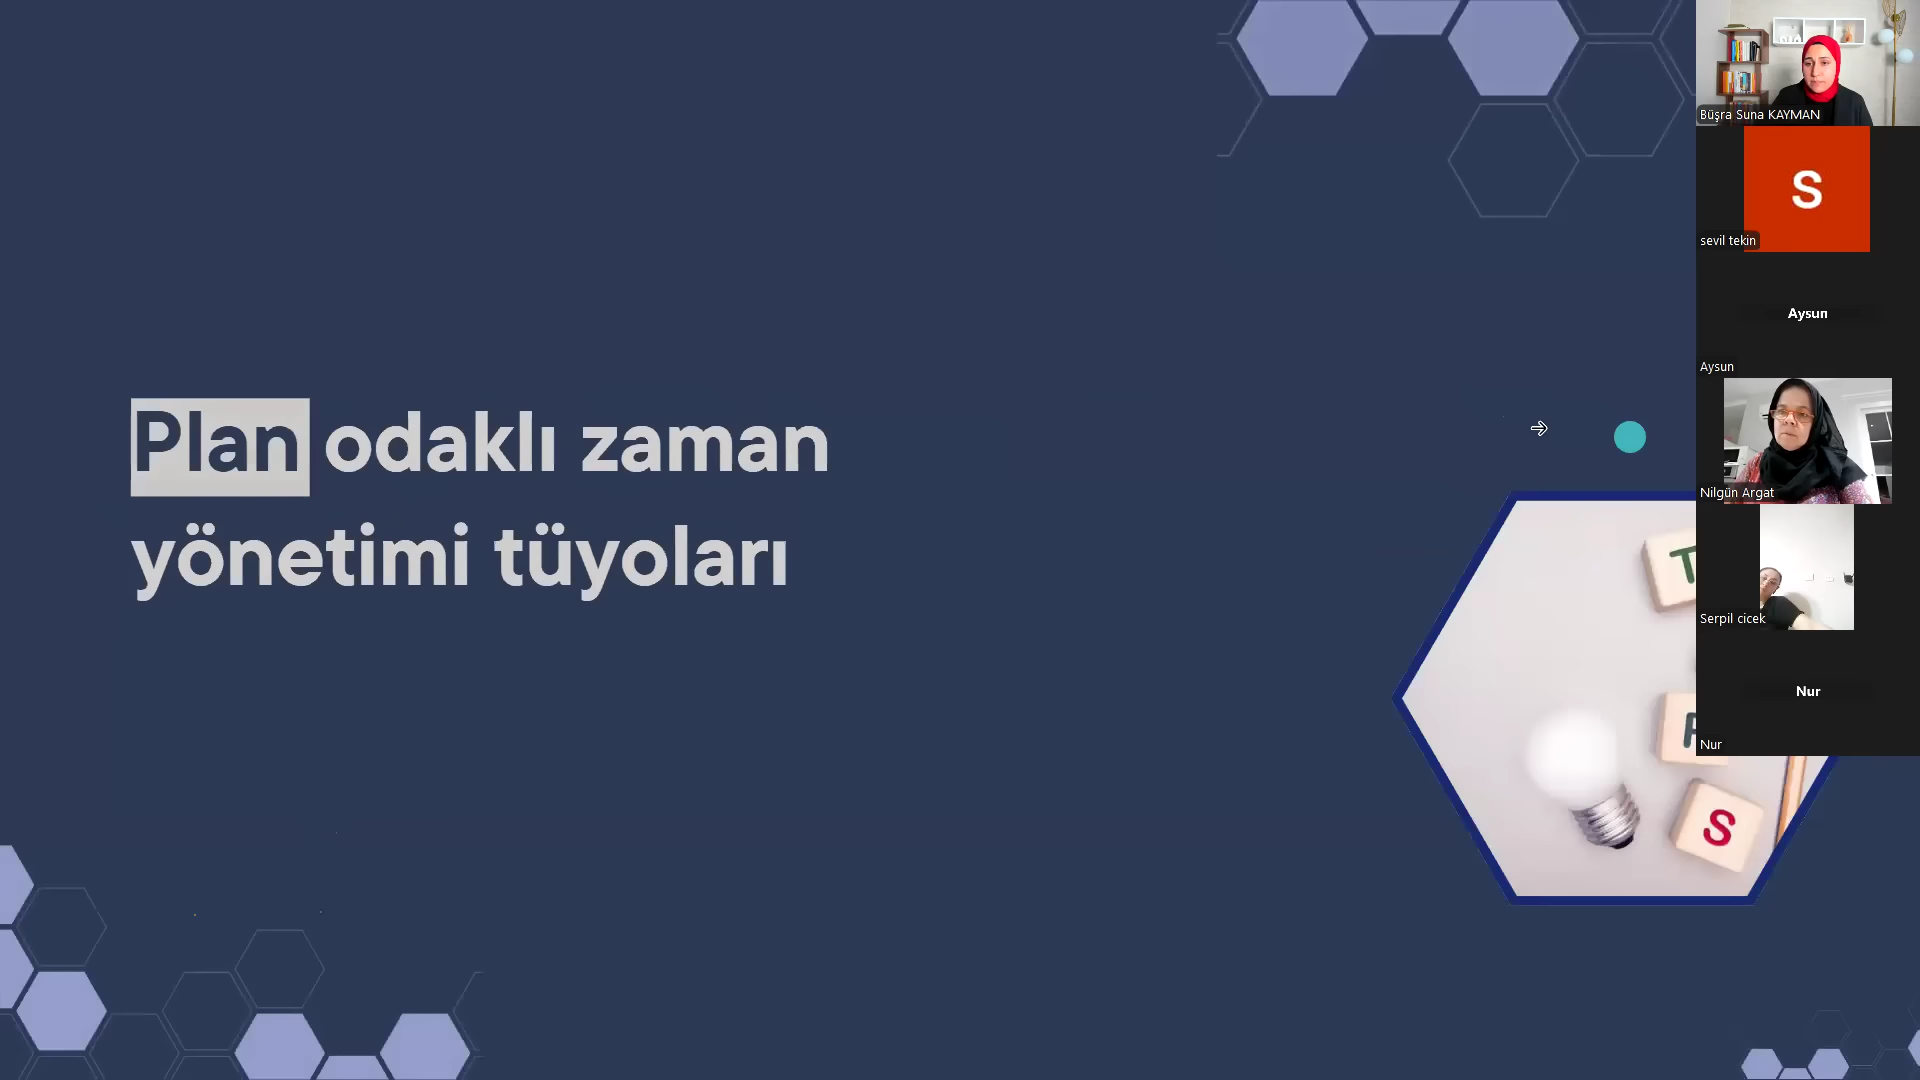 Plan odaklı zaman
yönetimi tüyoları
T
S
Büşra Suna KAYMAN
S
sevil tekin
Aysun
Aysun
Nilgün Argat
Serpil cicek
Nur
Nur